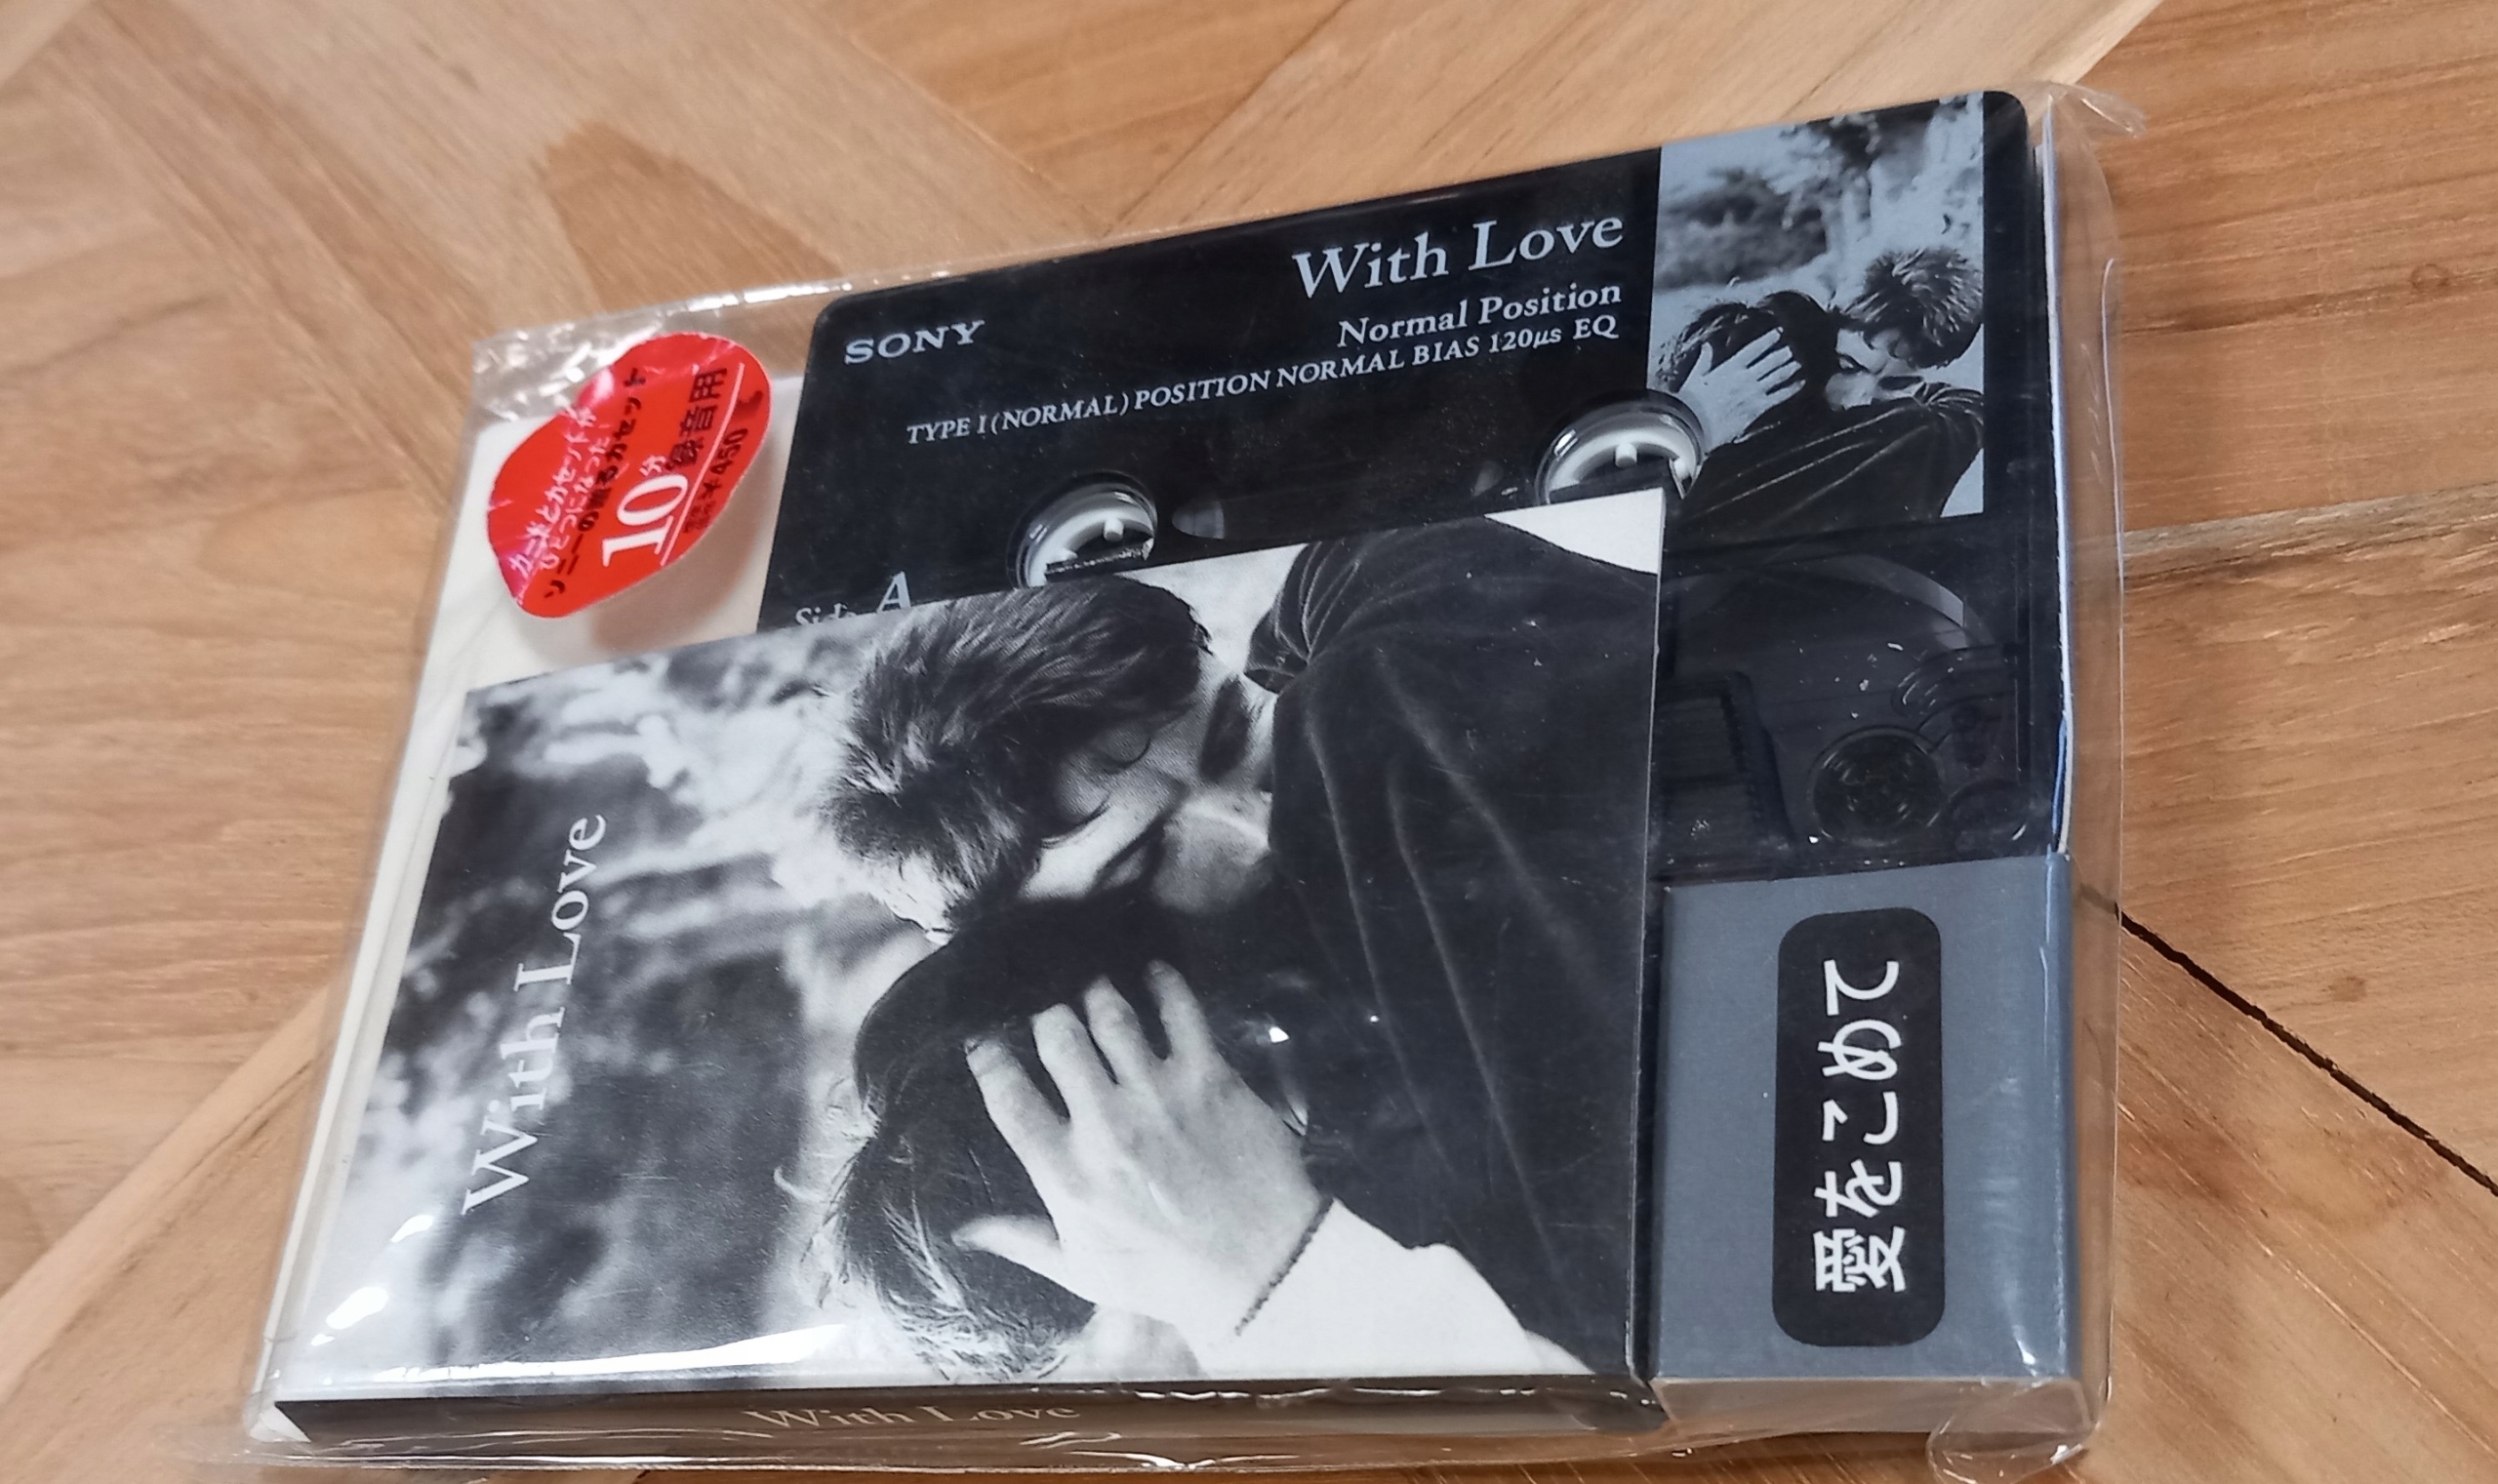 SONY
With Love
Normal Position
TYPE I (NORMAL) POSITION NORMAL BIAS 120µs EQ
Side A
カードとカセットが
ひとつになった!
ソニーの贈るカセット
10分録音用
¥450
With Love
愛をこめて
With Love